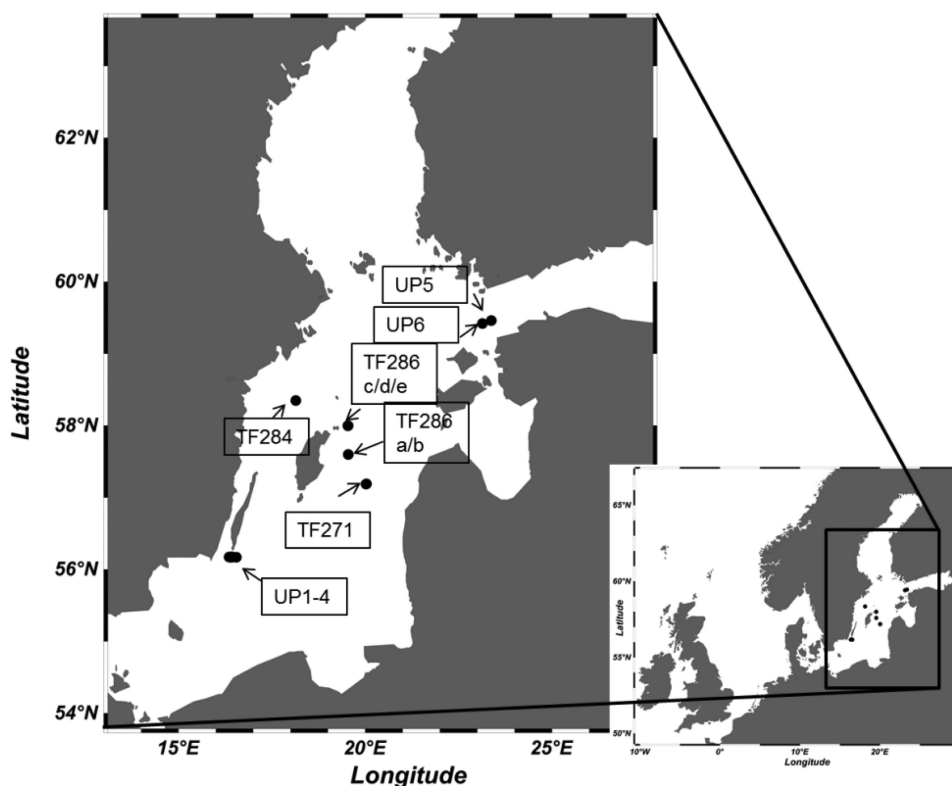 62°N
60°N
58°N
56°N
54°N
Latitude
15°E
20°E
25°E
Longitude
UP5
UP6
TF286
c/d/e
TF286
a/b
TF284
TF271
UP1-4
65°N
60°N
55°N
50°N
Latitude
10°W
0°
10°E
20°E
Longitude